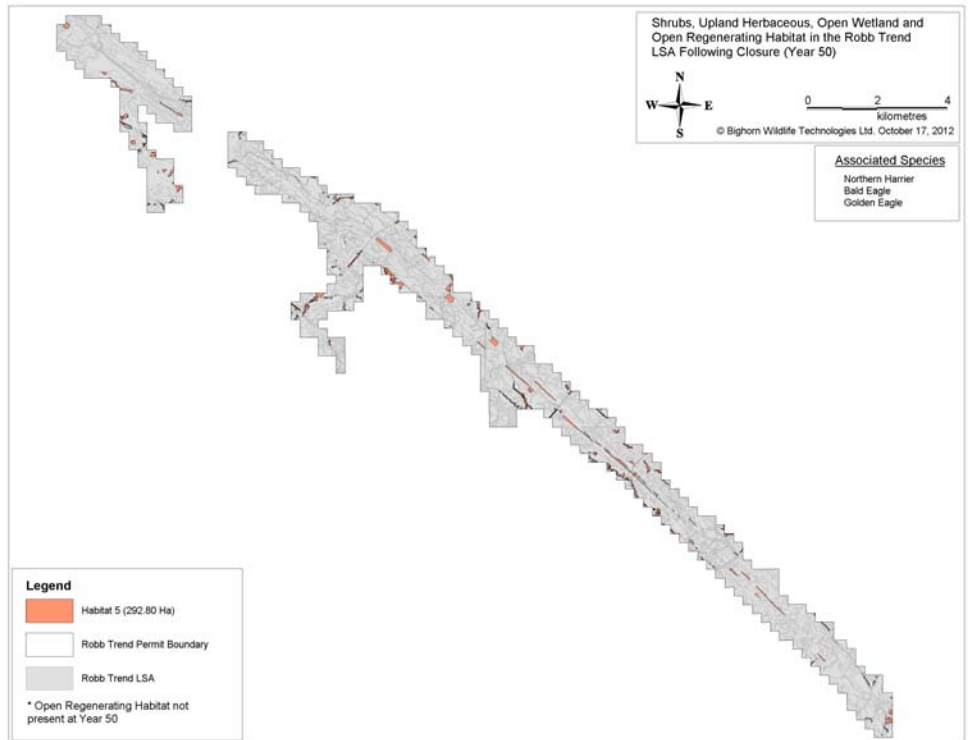 Shrubs, Upland Herbaceous, Open Wetland and
Open Regenerating Habitat in the Robb Trend
LSA Following Closure (Year 50)
N
W E
S
0 2 4
kilometres
© Bighorn Wildlife Technologies Ltd. October 17, 2012
Associated Species
Northern Harrier
Bald Eagle
Golden Eagle
Legend
Habitat 5 (292.80 Ha)
Robb Trend Permit Boundary
Robb Trend LSA
* Open Regenerating Habitat not
present at Year 50